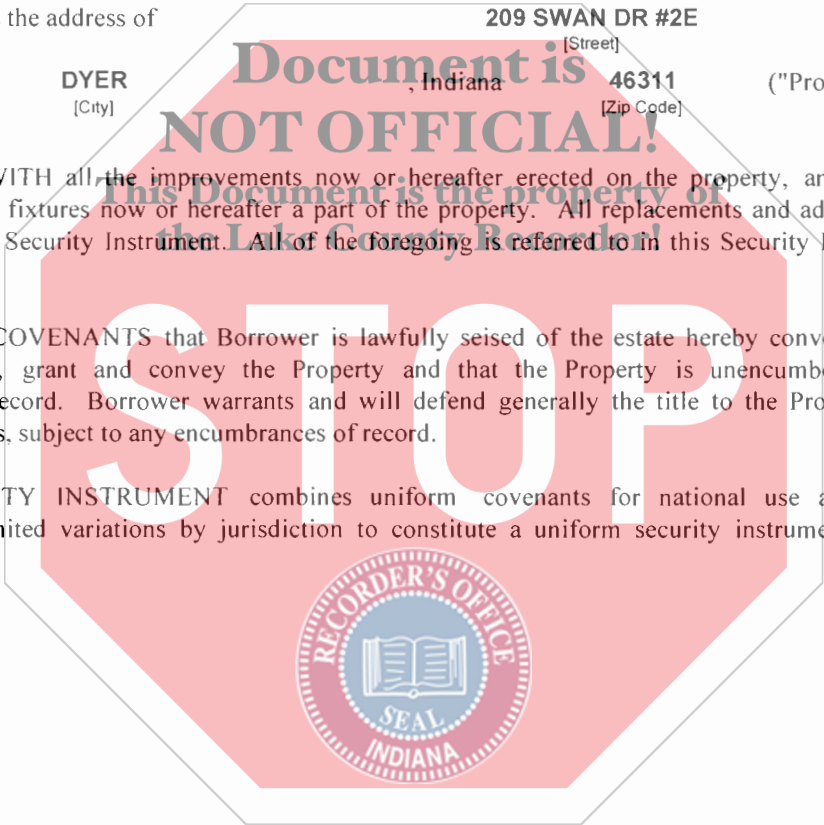 the address of 209 SWAN DR #2E
[Street]
DYER , Indiana 46311 ("Pro
[City] [Zip Code]
Document is
NOT OFFICIAL!
This Document is the property of
the Lake County Recorder!
WITH all the improvements now or hereafter erected on the property, an
fixtures now or hereafter a part of the property. All replacements and ad
Security Instrument. All of the foregoing is referred to in this Security
COVENANTS that Borrower is lawfully seised of the estate hereby conv
, grant and convey the Property and that the Property is unencumb
ecord. Borrower warrants and will defend generally the title to the Pro
s, subject to any encumbrances of record.
TY INSTRUMENT combines uniform covenants for national use a
ited variations by jurisdiction to constitute a uniform security instrume
STOP
RECORDER'S OFFICE
SEAL
INDIANA